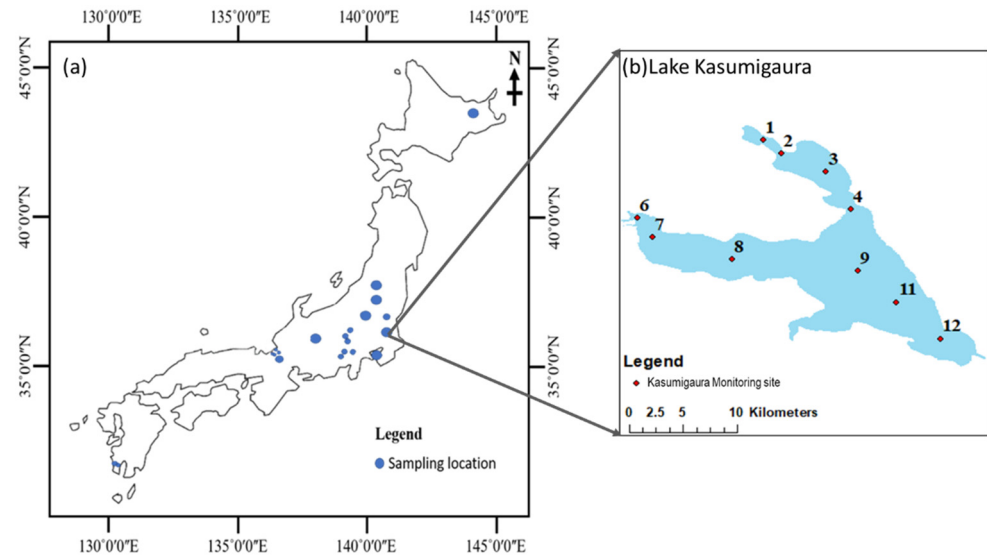 130°0'0"E 135°0'0"E 140°0'0"E 145°0'0"E
(a)
N
45°0'0"N
40°0'0"N
35°0'0"N
45°0'0"N
40°0'0"N
35°0'0"N
Legend
Sampling location
130°0'0"E 135°0'0"E 140°0'0"E 145°0'0"E
(b)Lake Kasumigaura
1
2
3
4
6
7
8
9
11
12
Legend
Kasumigaura Monitoring site
0 2.5 5 10 Kilometers